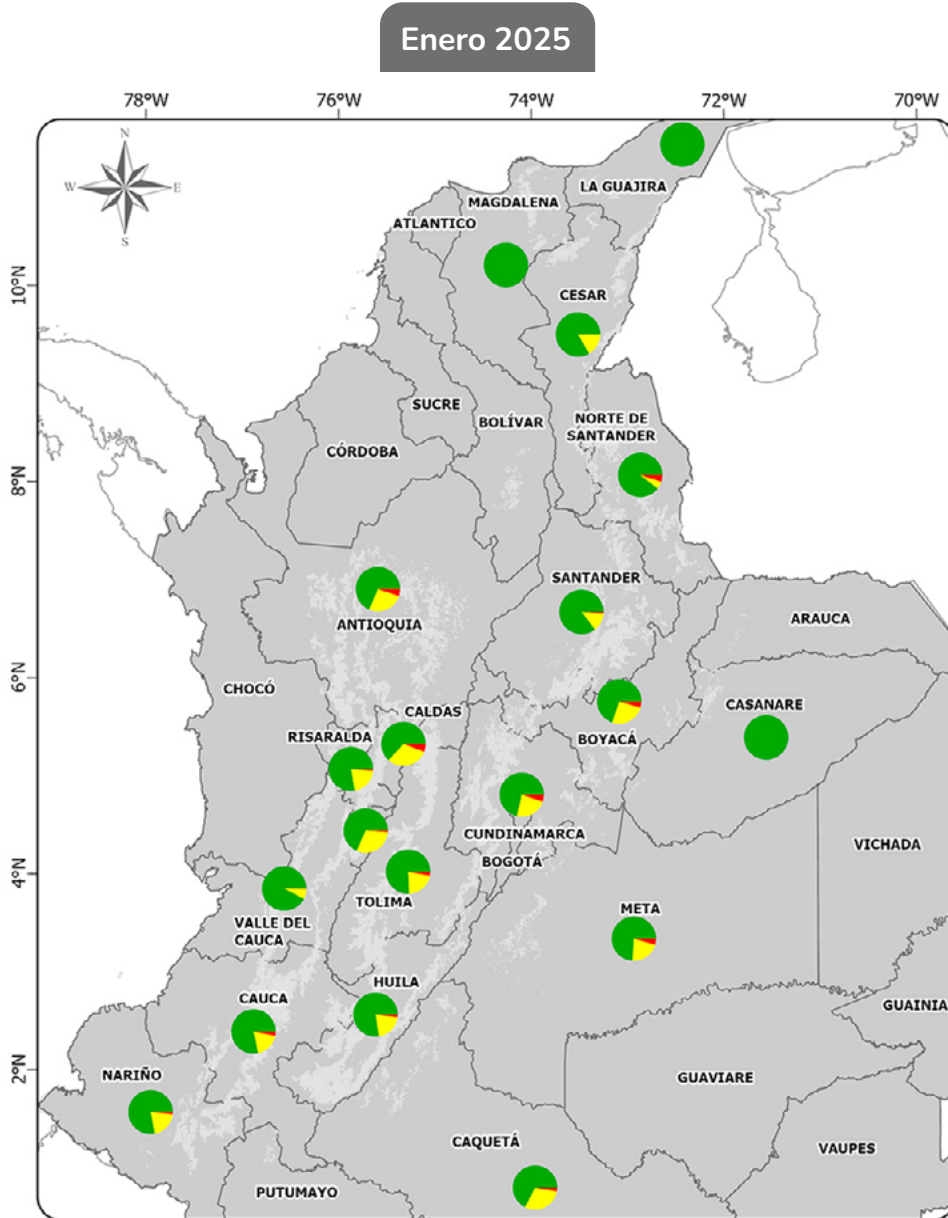 Enero 2025
78°W
76°W
74°W
72°W
70°W
N
W
E
S
10°N
8°N
6°N
4°N
2°N
LA GUAJIRA
MAGDALENA
ATLANTICO
CESAR
SUCRE
BOLÍVAR
NORTE DE
SANTANDER
CÓRDOBA
SANTANDER
ANTIOQUIA
ARAUCA
CHOCÓ
CASANARE
CALDAS
RISARALDA
BOYACÁ
CUNDINAMARCA
VICHADA
BOGOTÁ
TOLIMA
META
VALLE DEL
CAUCA
HUILA
CAUCA
GUAINIA
NARIÑO
GUAVIARE
CAQUETÁ
VAUPES
PUTUMAYO